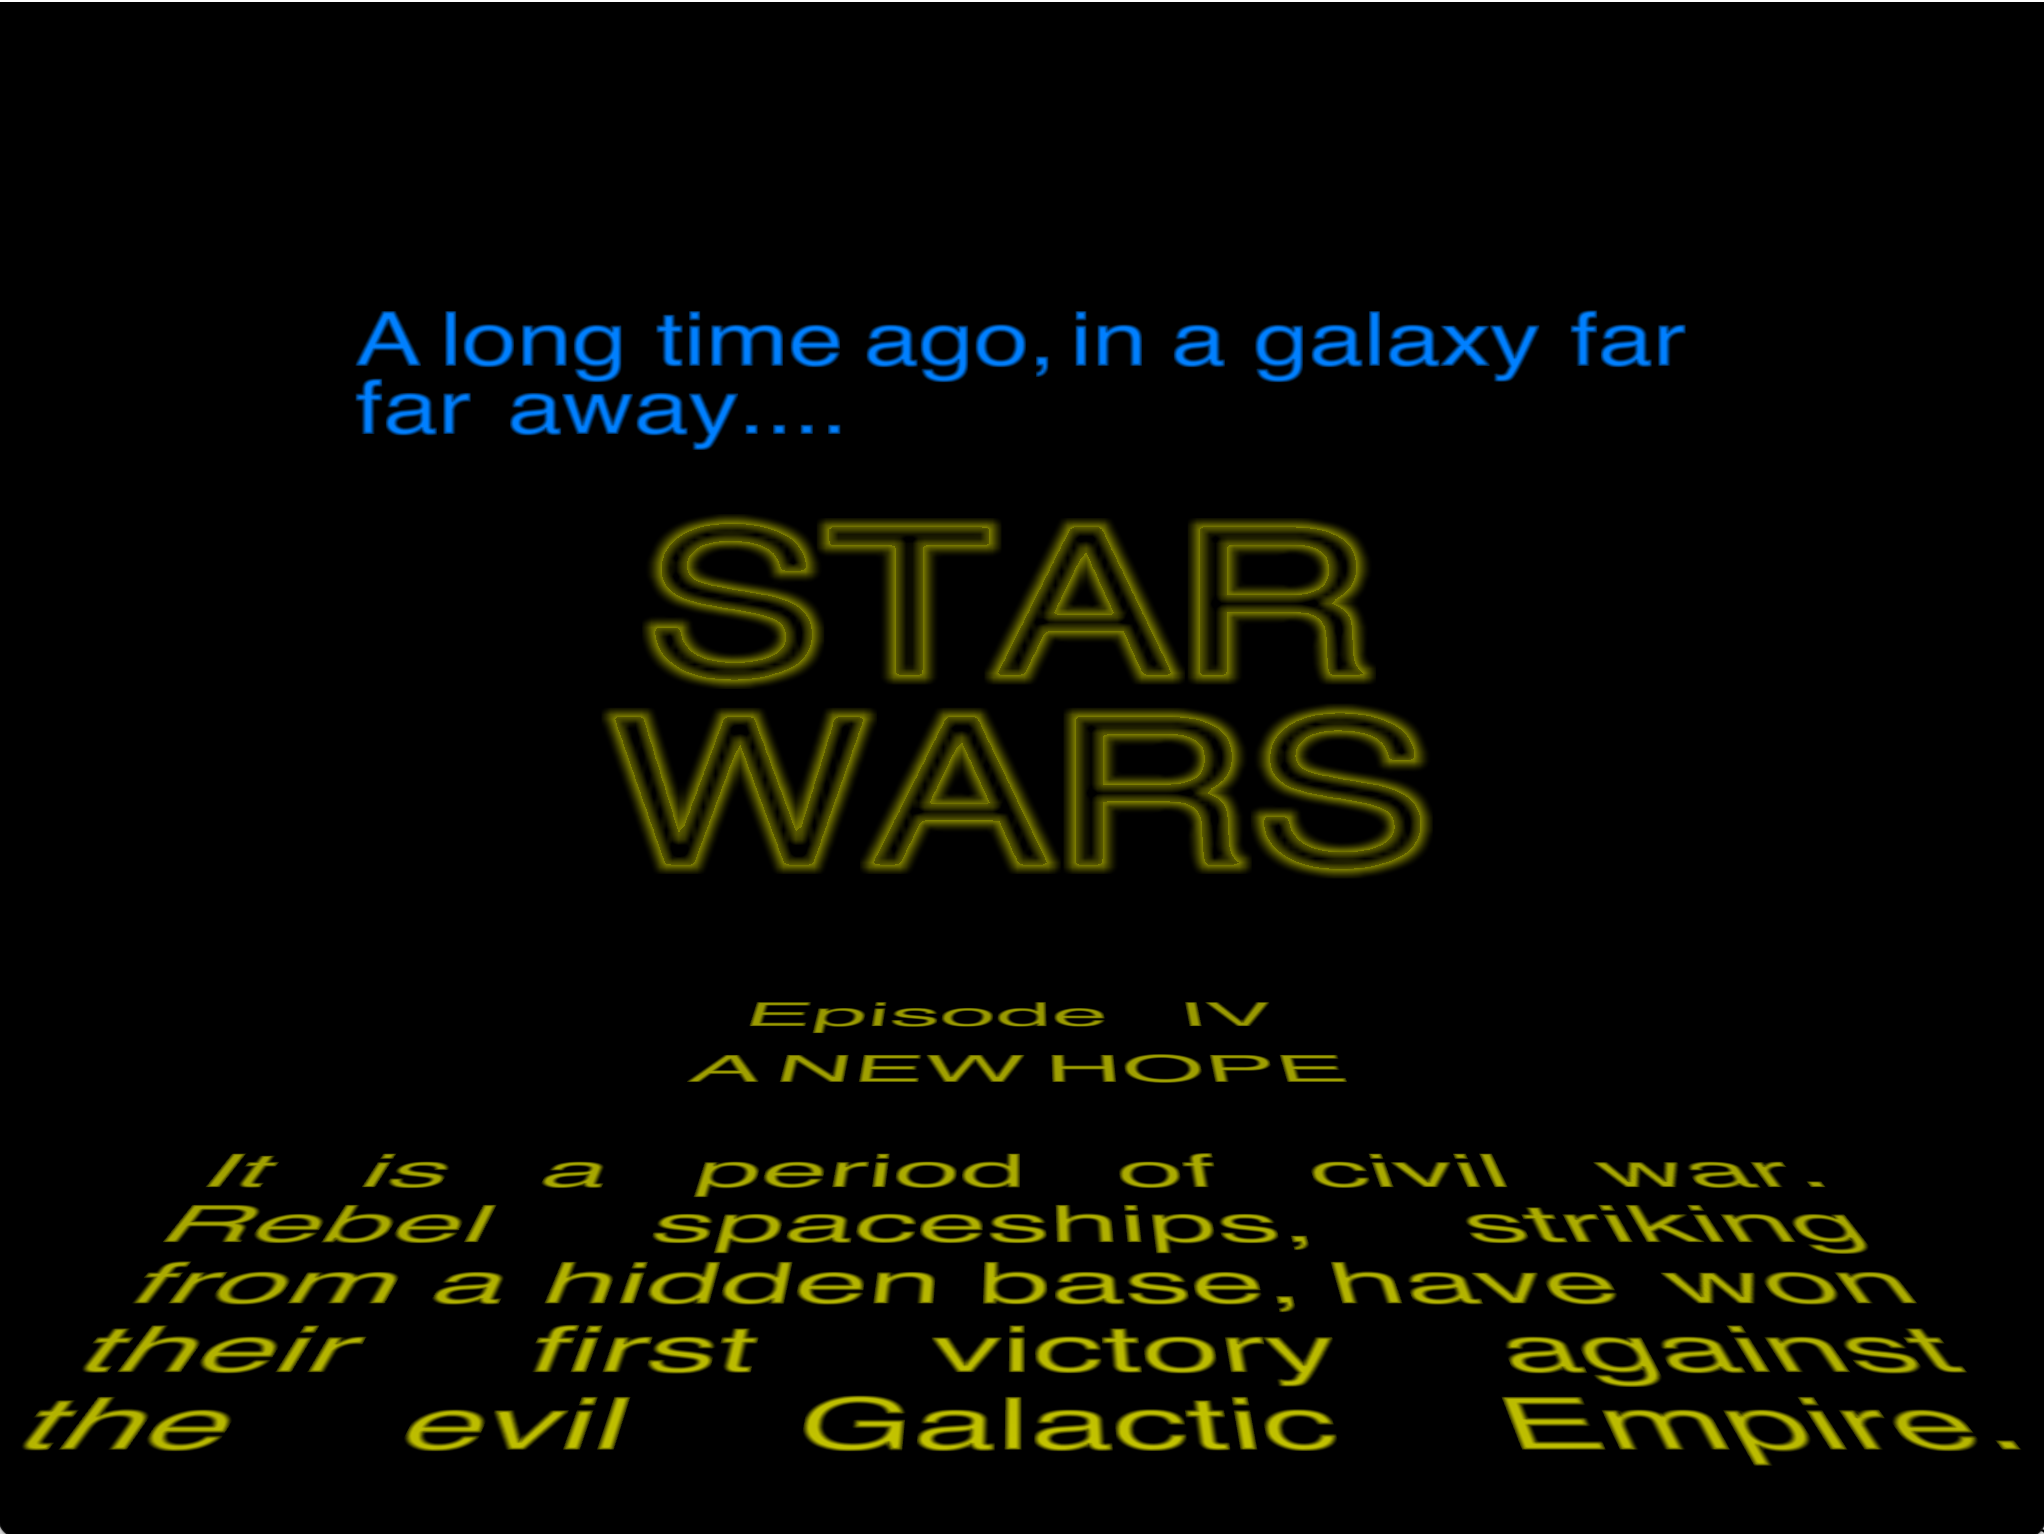 A long time ago, in a galaxy far
far away....
STAR
WARS
Episode IV
A NEW HOPE
It is a period of civil war.
Rebel spaceships, striking
from a hidden base, have won
their first victory against
the evil Galactic Empire.